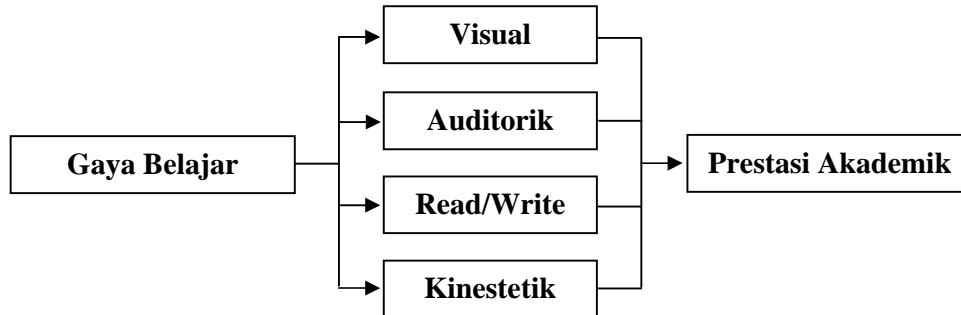 Gaya Belajar
Visual
Auditorik
Read/Write
Kinestetik
Prestasi Akademik